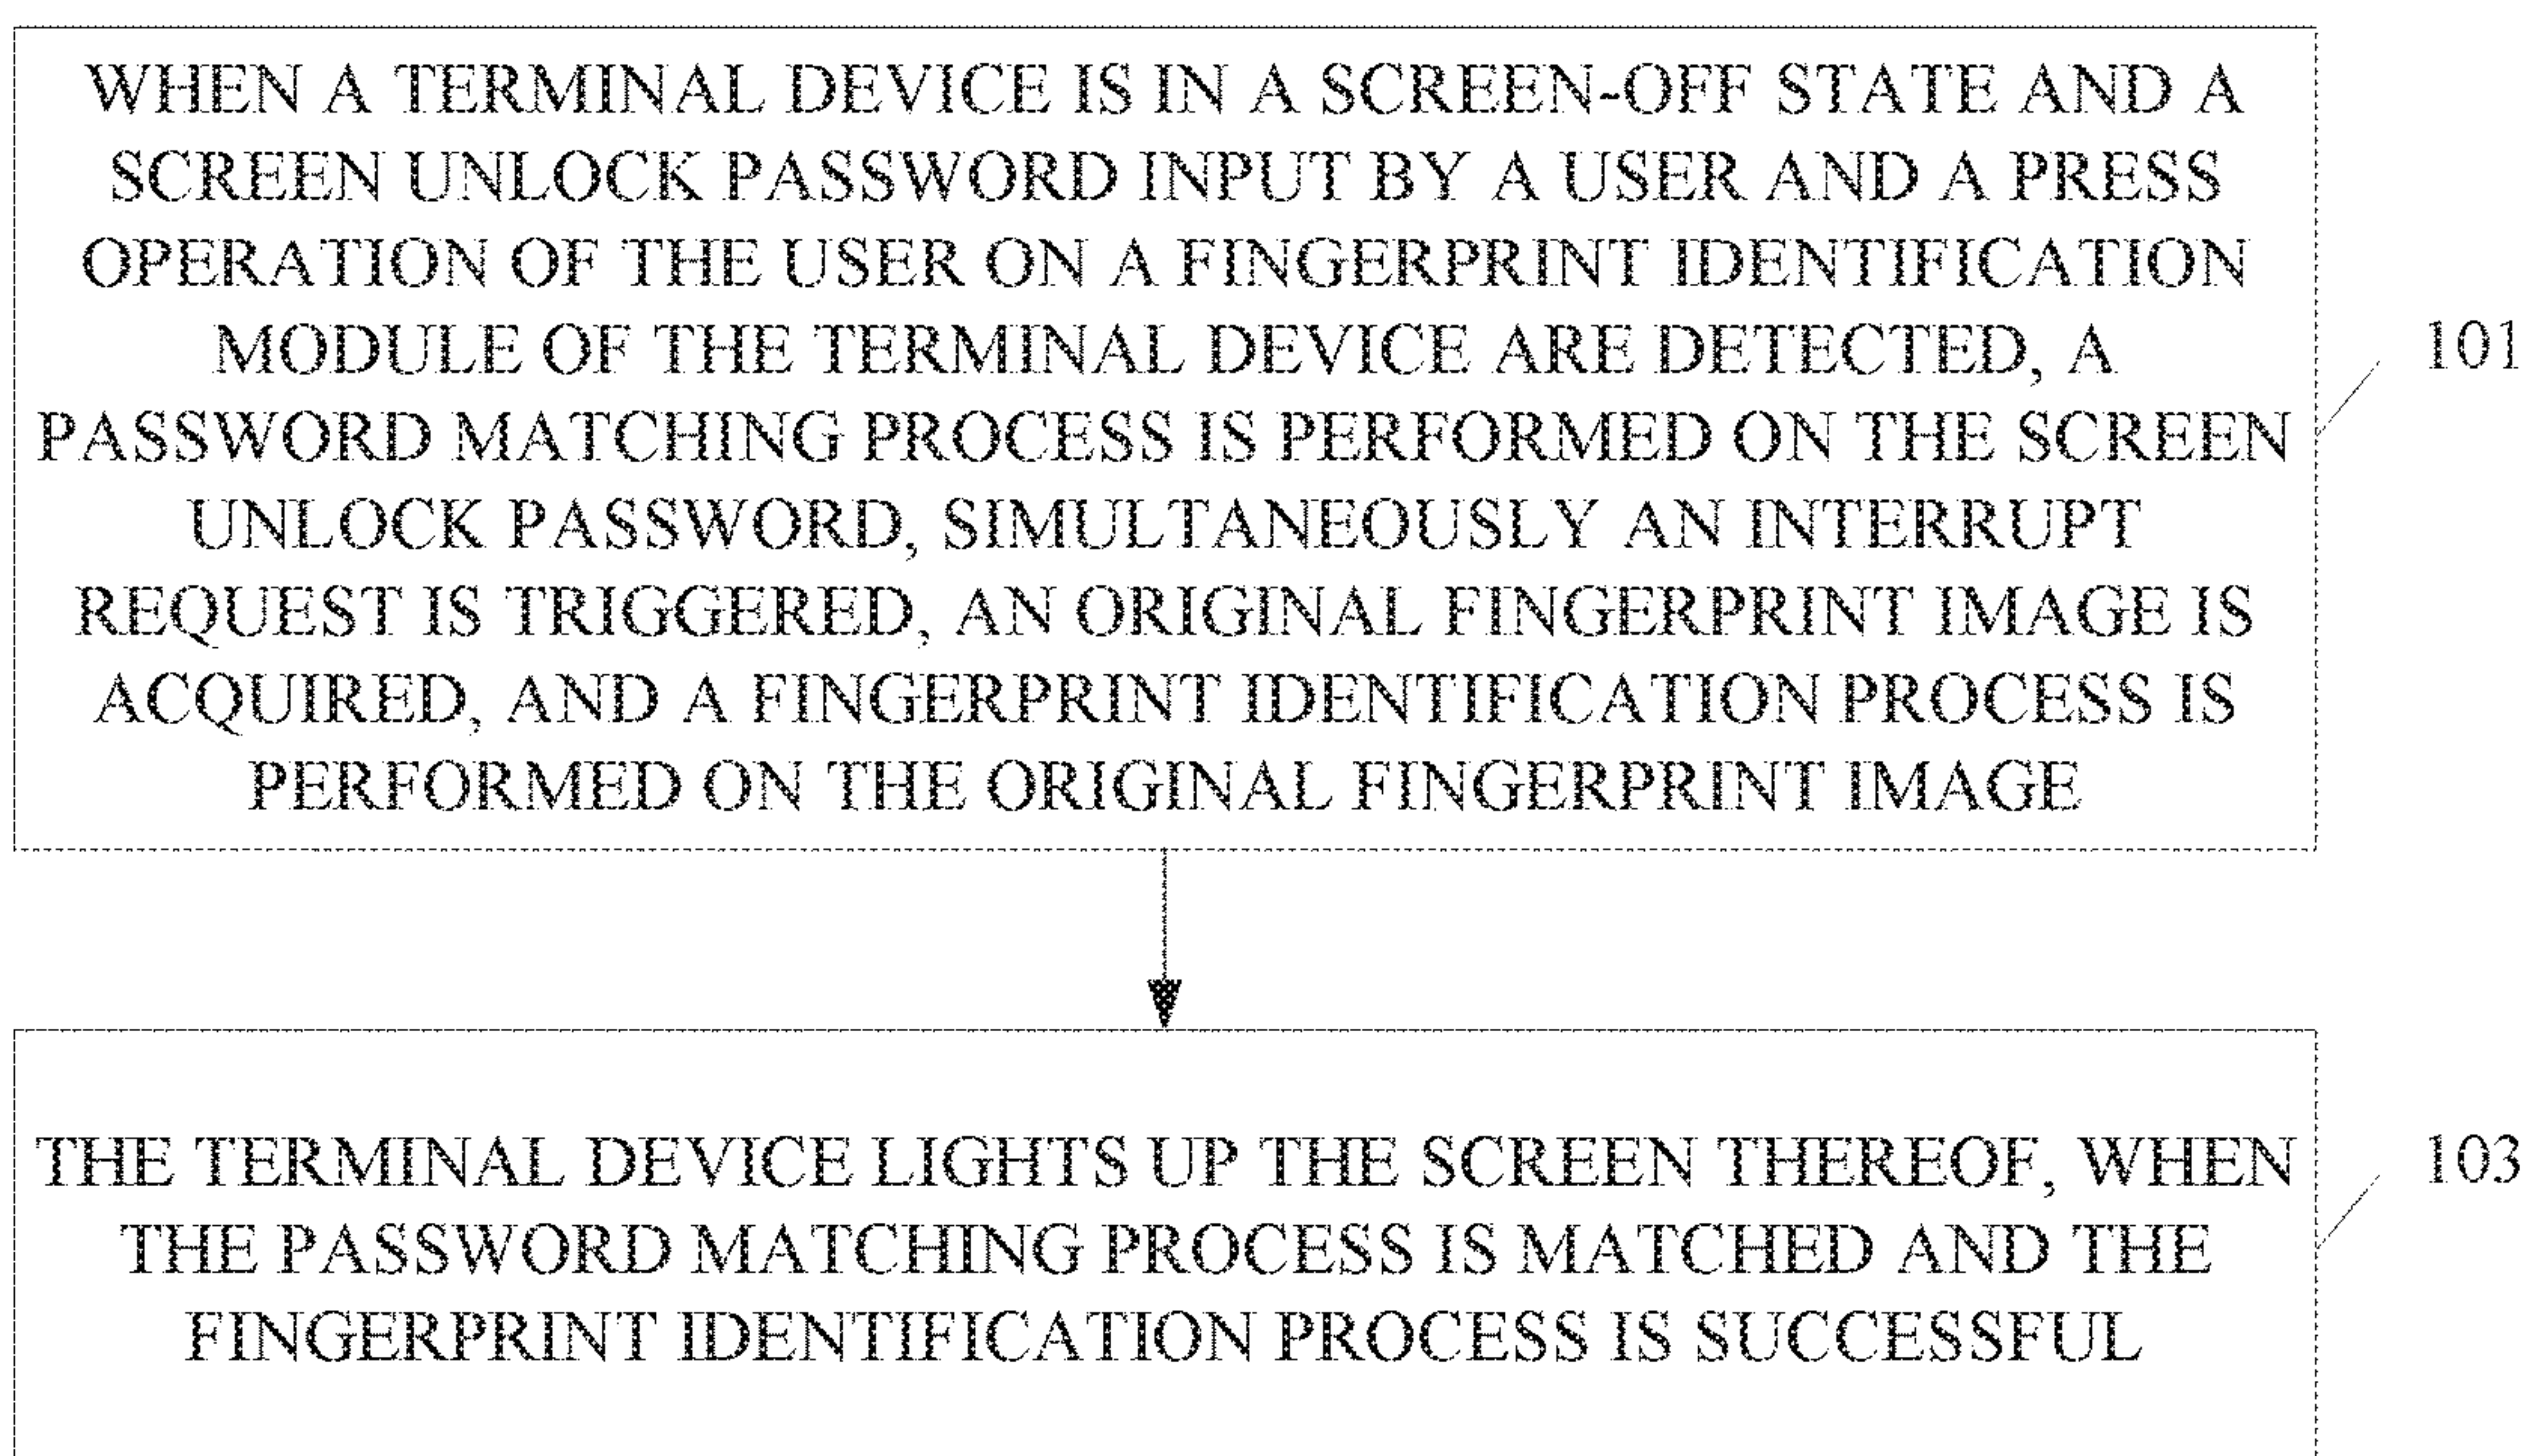 WHEN A TERMINAL DEVICE IS IN A SCREEN-OFF STATE AND A
SCREEN UNLOCK PASSWORD INPUT BY A USER AND A PRESS
OPERATION OF THE USER ON A FINGERPRINT IDENTIFICATION
MODULE OF THE TERMINAL DEVICE ARE DETECTED, A
PASSWORD MATCHING PROCESS IS PERFORMED ON THE SCREEN
UNLOCK PASSWORD, SIMULTANEOUSLY AN INTERRUPT
REQUEST IS TRIGGERED, AN ORIGINAL FINGERPRINT IMAGE IS
ACQUIRED, AND A FINGERPRINT IDENTIFICATION PROCESS IS
PERFORMED ON THE ORIGINAL FINGERPRINT IMAGE
101
THE TERMINAL DEVICE LIGHTS UP THE SCREEN THEREOF, WHEN
THE PASSWORD MATCHING PROCESS IS MATCHED AND THE
FINGERPRINT IDENTIFICATION PROCESS IS SUCCESSFUL
103